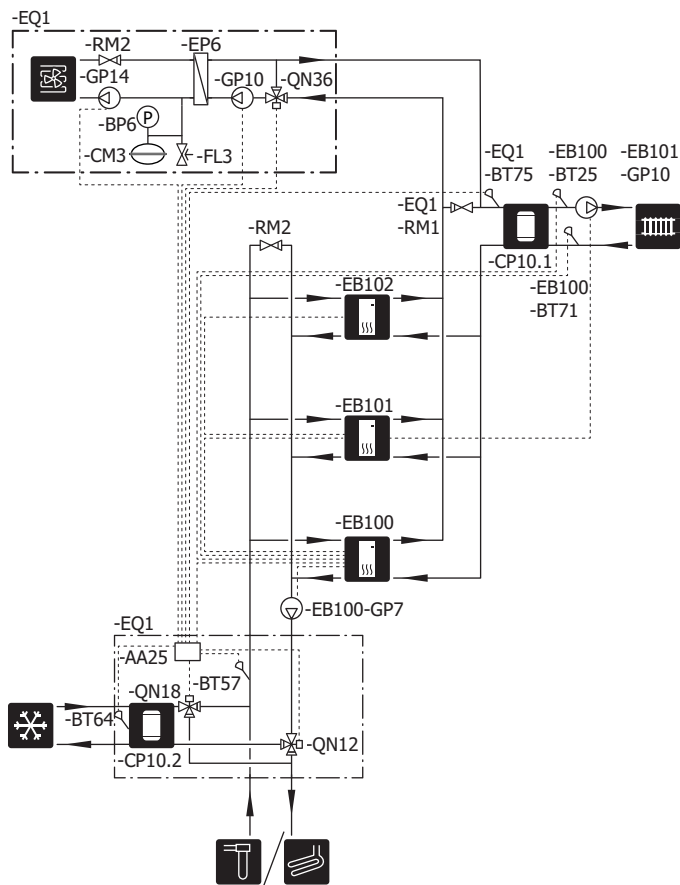 -EQ1
-RM2
-EP6
-GP14
-GP10
-QN36
-BP6
P
-CM3
-FL3
-EQ1
-BT75
-EB100
-BT25
-EB101
-GP10
-EQ1
-RM1
-RM2
-CP10.1
-EB100
-BT71
-EB102
-EB101
-EB100
-EB100-GP7
-EQ1
-AA25
-BT57
-QN18
-BT64
-QN12
-CP10.2